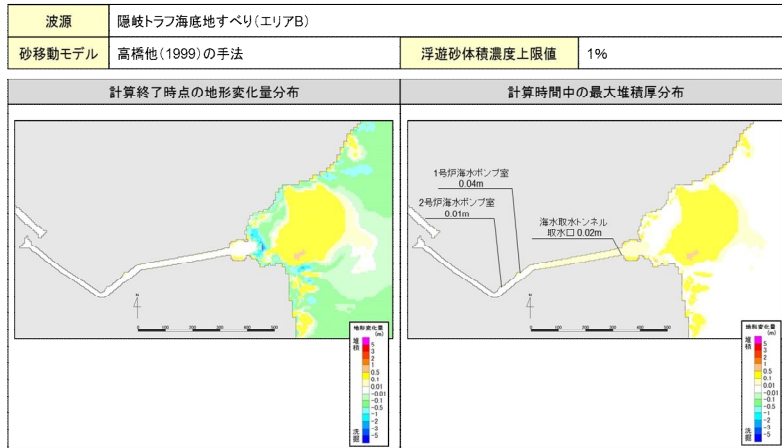 波源
隠岐トラフ海底地すべり(エリアB)
砂移動モデル
高橋他(1999)の手法
浮遊砂体積濃度上限値
1%
計算終了時点の地形変化量分布
計算時間中の最大堆積厚分布
0 100 200 300 400 500
地形変化量
(m)
堆積
5
3
2
1
0.5
0.1
0.01
-0.01
-0.1
-0.5
-1
-2
-3
-5
洗掘
1号炉海水ポンプ室
0.04m
2号炉海水ポンプ室
0.01m
海水取水トンネル
取水口 0.02m
0 100 200 300 400 500
地形変化量
(m)
堆積
5
3
2
1
0.5
0.1
0.01
-0.01
-0.1
-0.5
-1
-2
-3
-5
洗掘